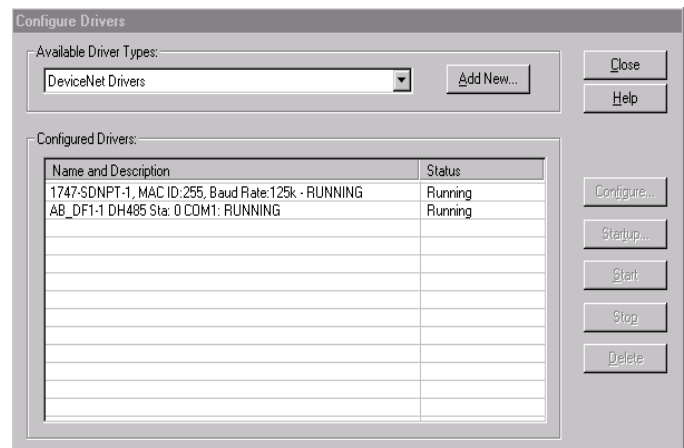 Configure Drivers
Available Driver Types:
DeviceNet Drivers
Add New...
Close
Help
Configured Drivers:
Name and Description Status
1747-SDNPT-1, MAC ID:255, Baud Rate:125k - RUNNING Running
AB_DF1-1 DH485 Sta: 0 COM1: RUNNING Running
Configure...
Startup...
Start
Stop
Delete